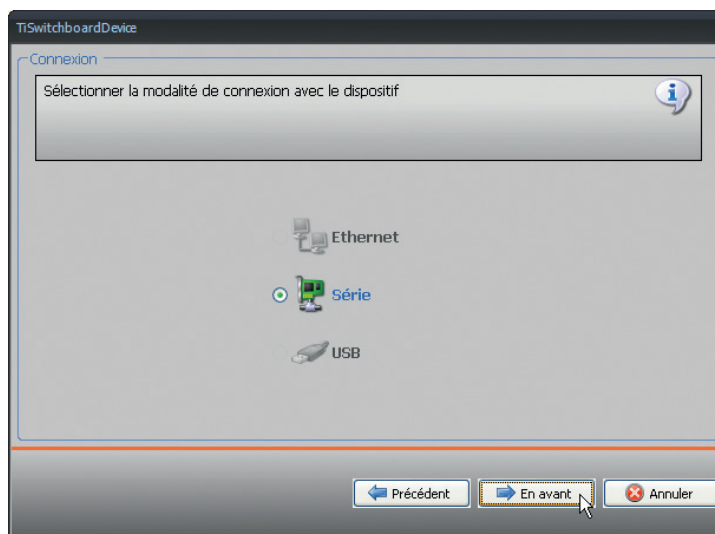 TiSwitchboardDevice
Connexion
Sélectionner la modalité de connexion avec le dispositif
Ethernet
Série
USB
Précédent
En avant
Annuler